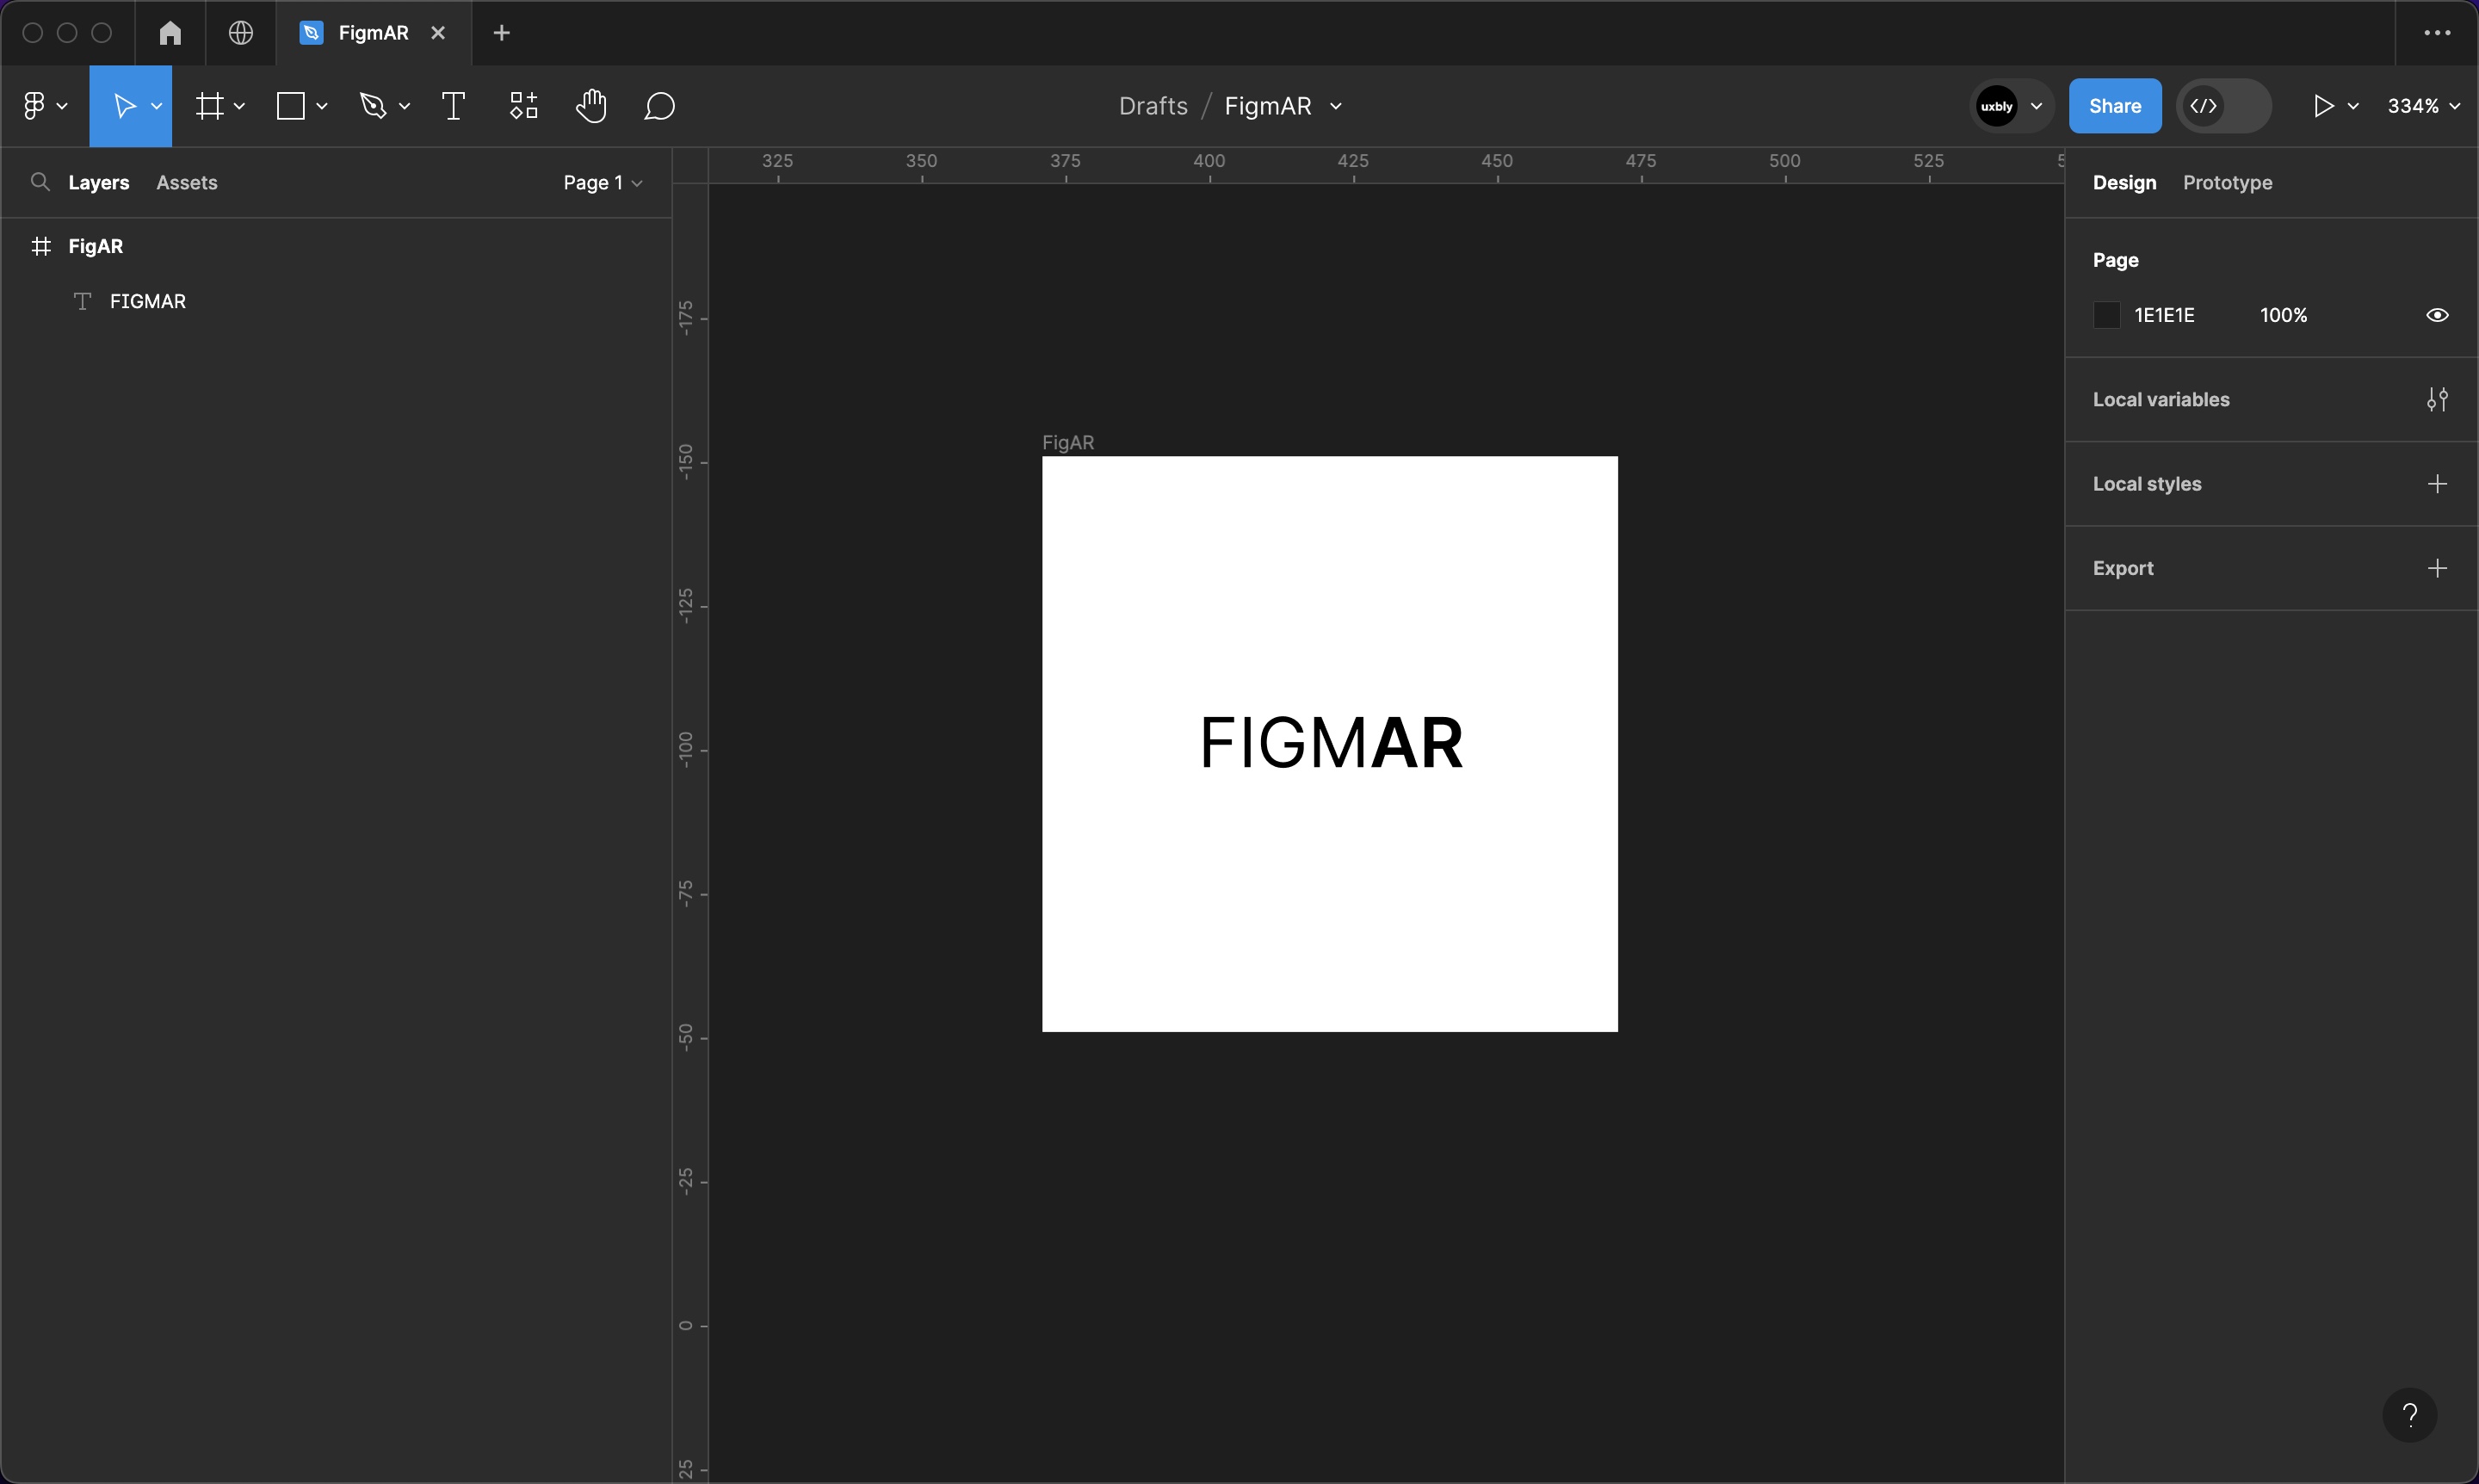 FigmAR
Drafts / FigmAR
uxbly
Share
334%
Layers Assets Page 1
325 350 375 400 425 450 475 500 525
Design Prototype
FigAR
FIGMAR
Page
1E1E1E 100%
Local variables
Local styles
Export
FigAR
FIGMAR
-175
-150
-125
-100
-75
-50
-25
0
25
?